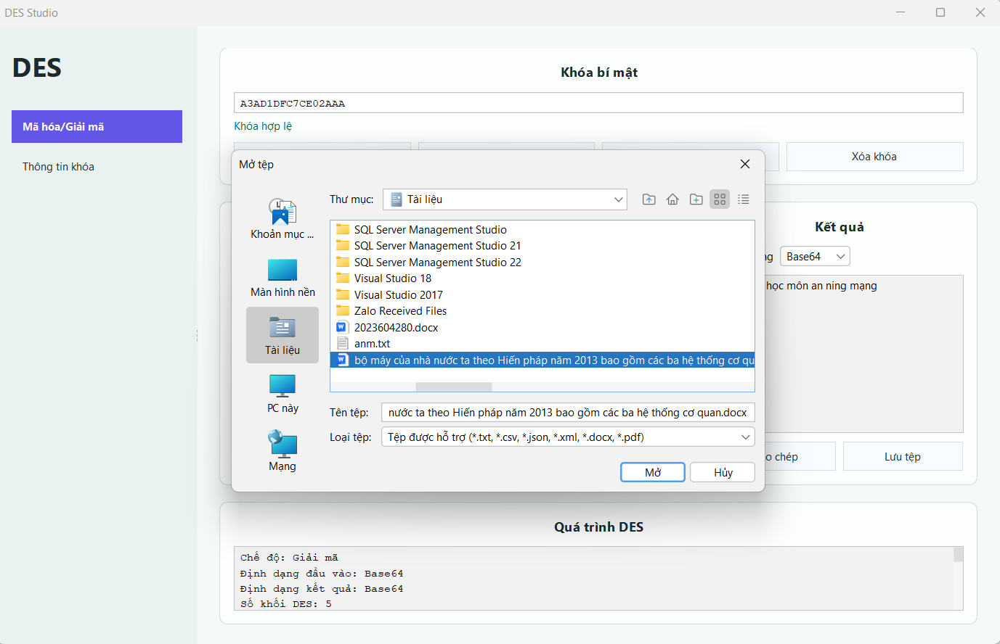 DES Studio
DES
Mã hóa/Giải mã
Thông tin khóa
Khóa bí mật
A3AD1DFC7CE02AAA
Khóa hợp lệ
Xóa khóa
Mở tệp
Thư mục:
Tài liệu
Khoản mục ...
Màn hình nền
Tài liệu
PC này
Mạng
SQL Server Management Studio
SQL Server Management Studio 21
SQL Server Management Studio 22
Visual Studio 18
Visual Studio 2017
Zalo Received Files
2023604280.docx
anm.txt
bộ máy của nhà nước ta theo Hiến pháp năm 2013 bao gồm các ba hệ thống cơ qu
Tên tệp:
nước ta theo Hiến pháp năm 2013 bao gồm các ba hệ thống cơ quan.docx
Loại tệp:
Tệp được hỗ trợ (*.txt, *.csv, *.json, *.xml, *.docx, *.pdf)
Mở
Hủy
Kết quả
ng
Base64
học môn an ning mạng
o chép
Lưu tệp
Quá trình DES
Chế độ: Giải mã
Định dạng đầu vào: Base64
Định dạng kết quả: Base64
Số khối DES: 5